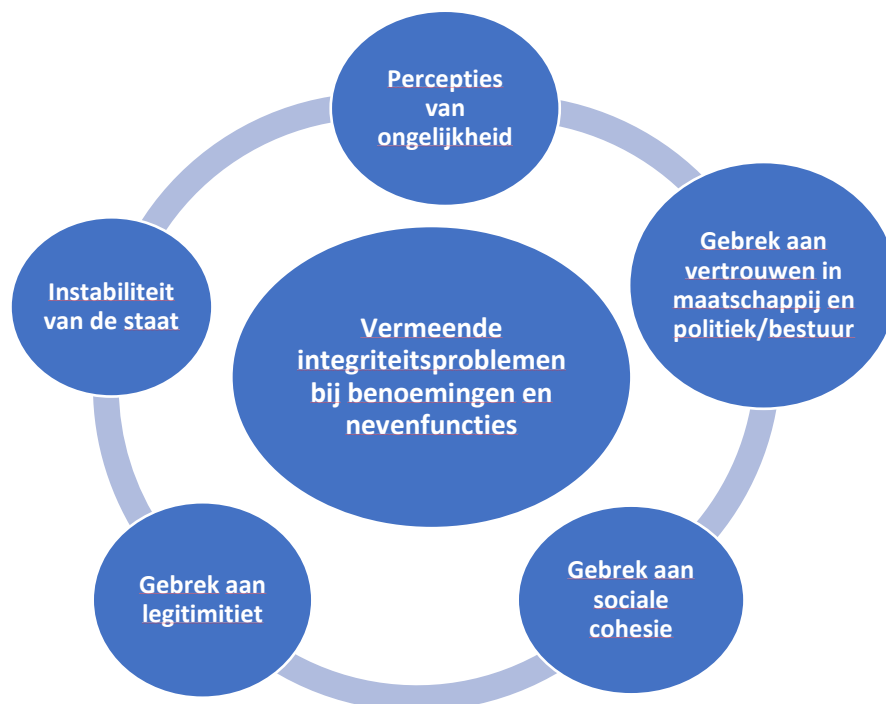 Percepties
van
ongelijkheid
Gebrek aan
vertrouwen in
maatschappij en
politiek/bestuur
Instabiliteit
van de staat
Vermeende
integriteitsproblemen
bij benoemingen en
nevenfuncties
Gebrek aan
sociale
cohesie
Gebrek aan
legitimitiet